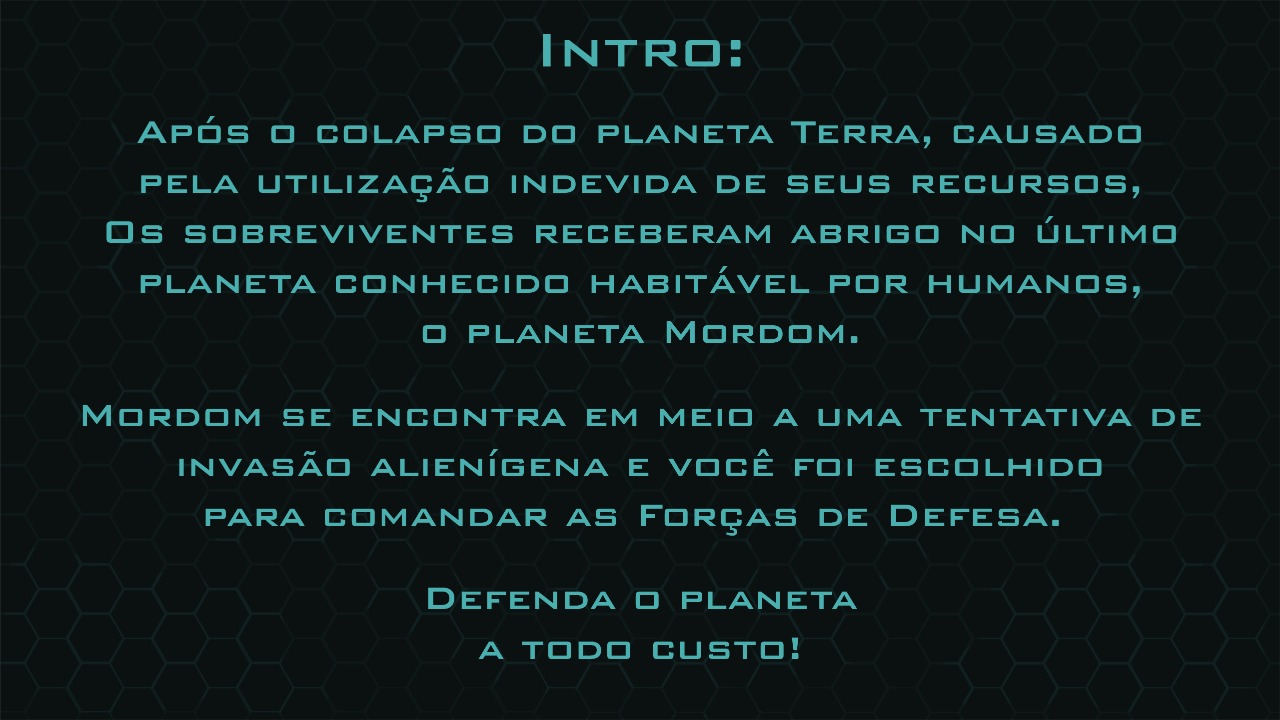 Intro:
Após o colapso do planeta Terra, causado
pela utilização indevida de seus recursos,
Os sobreviventes receberam abrigo no último
planeta conhecido habitável por humanos,
o planeta Mordom.
Mordom se encontra em meio a uma tentativa de
invasão alienígena e você foi escolhido
para comandar as Forças de Defesa.
Defenda o planeta
a todo custo!